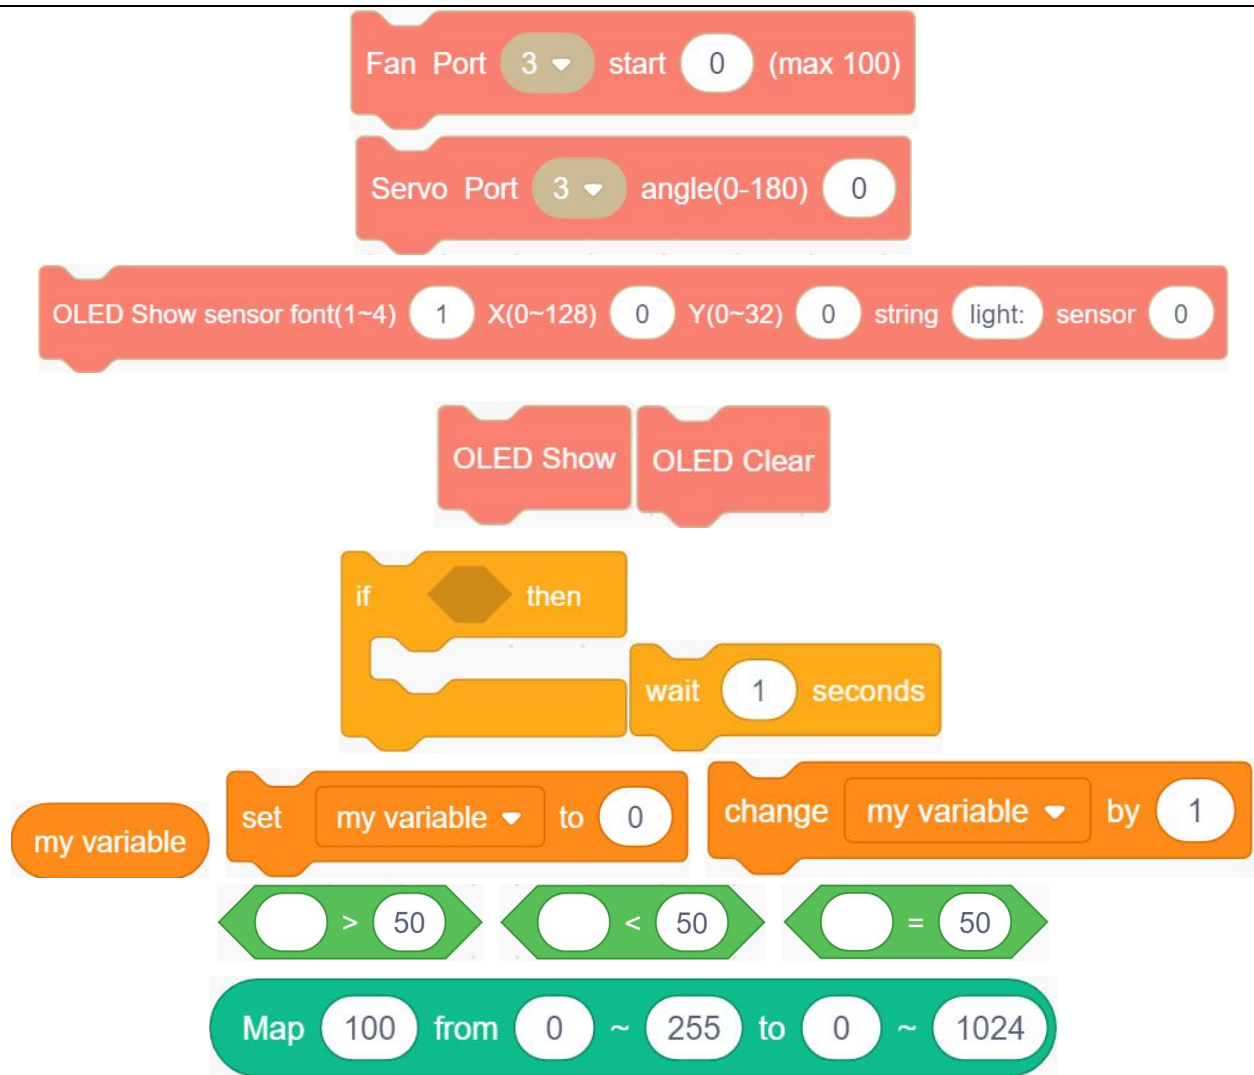 Fan Port 3 start 0 (max 100)
Servo Port 3 angle(0-180) 0
OLED Show sensor font(1~4) 1 X(0~128) 0 Y(0~32) 0 string light: sensor 0
OLED Show OLED Clear
if then
wait 1 seconds
my variable set my variable to 0 change my variable by 1
> 50 < 50 = 50
Map 100 from 0 ~ 255 to 0 ~ 1024